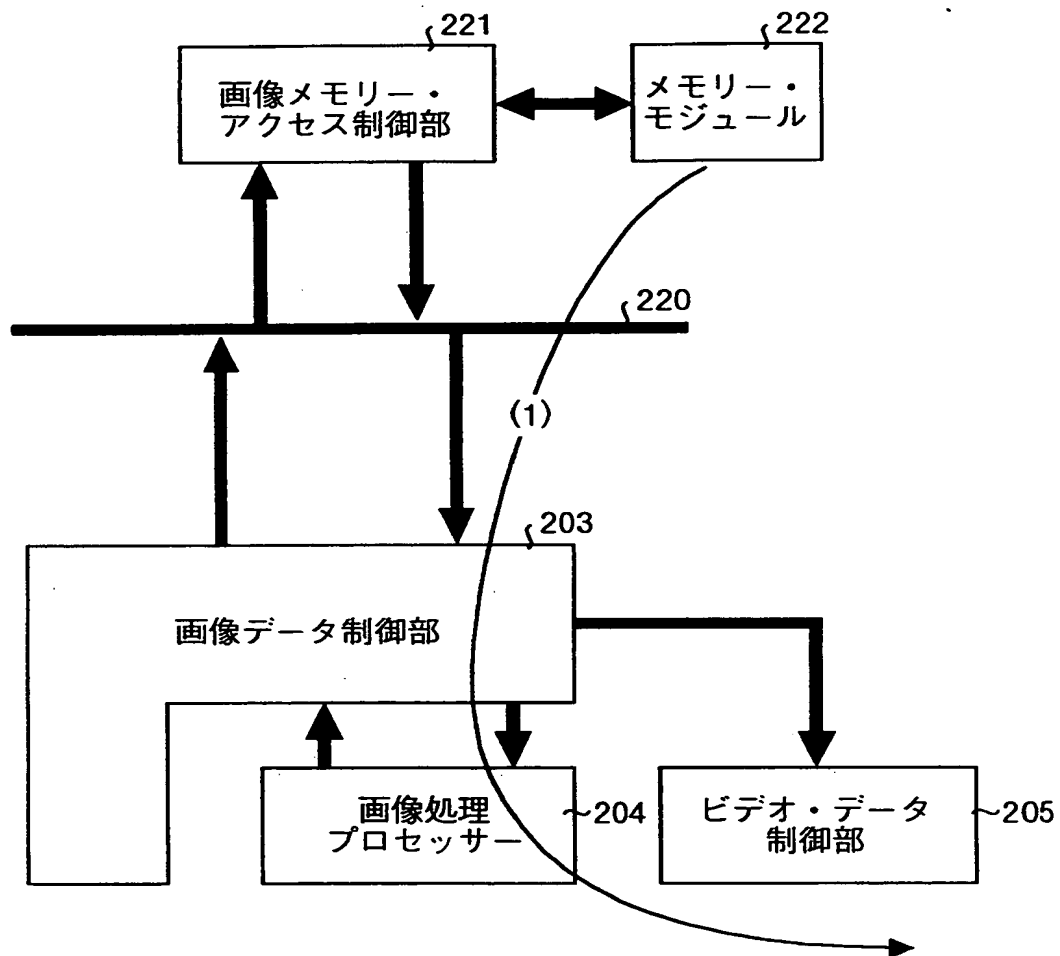 221
222
画像メモリー・
アクセス制御部
メモリー・
モジュール
220
(1)
203
画像データ制御部
画像処理
プロセッサー
204
ビデオ・データ
制御部
205